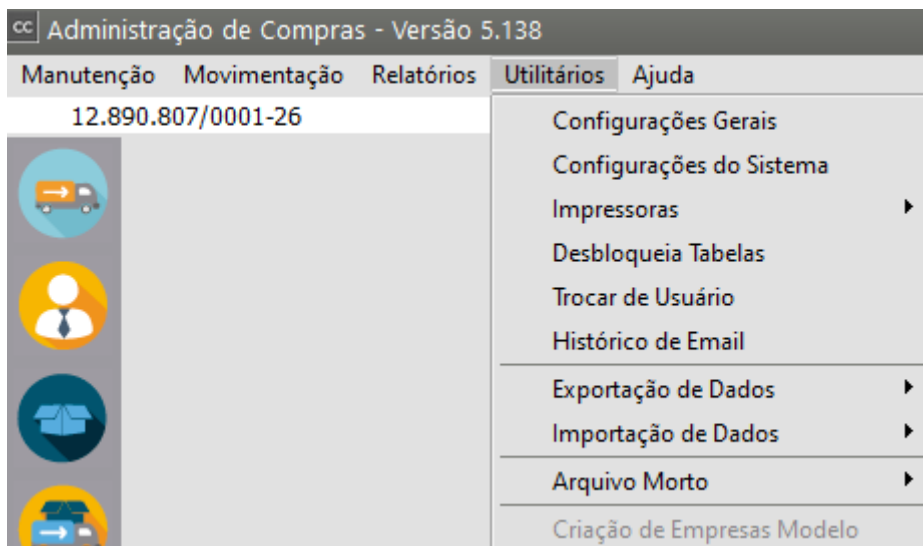 cc Administração de Compras - Versão 5.138
Manutenção Movimentação Relatórios Utilitários Ajuda
12.890.807/0001-26
Configurações Gerais
Configurações do Sistema
Impressoras
Desbloqueia Tabelas
Trocar de Usuário
Histórico de Email
Exportação de Dados
Importação de Dados
Arquivo Morto
Criação de Empresas Modelo